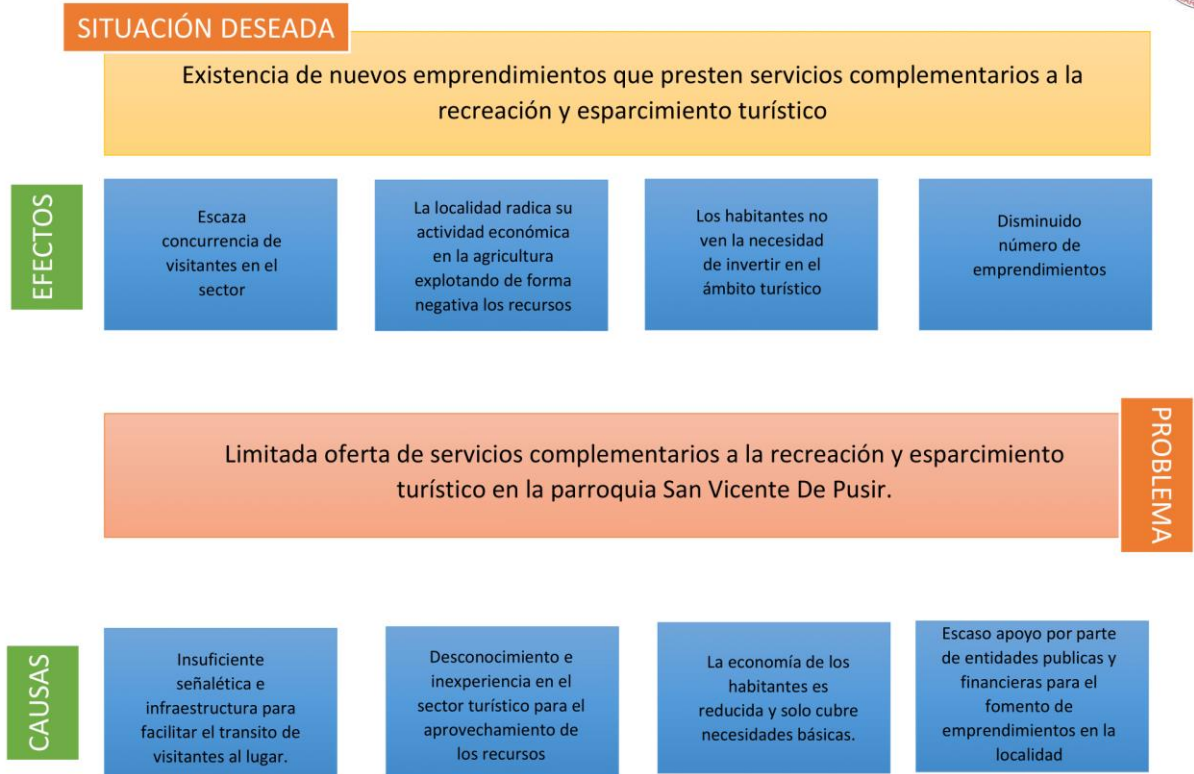 SITUACIÓN DESEADA
Existencia de nuevos emprendimientos que presten servicios complementarios a la
recreación y esparcimiento turístico
EFECTOS
Escaza
concurrencia de
visitantes en el
sector
La localidad radica su
actividad económica
en la agricultura
explotando de forma
negativa los recursos
Los habitantes no
ven la necesidad
de invertir en el
ámbito turístico
Disminuido
número de
emprendimientos
Limitada oferta de servicios complementarios a la recreación y esparcimiento
turístico en la parroquia San Vicente De Pusir.
PROBLEMA
CAUSAS
Insuficiente
señalética e
infraestructura para
facilitar el transito de
visitantes al lugar.
Desconocimiento e
inexperiencia en el
sector turístico para el
aprovechamiento de
los recursos
La economía de los
habitantes es
reducida y solo cubre
necesidades básicas.
Escaso apoyo por parte
de entidades publicas y
financieras para el
fomento de
emprendimientos en la
localidad